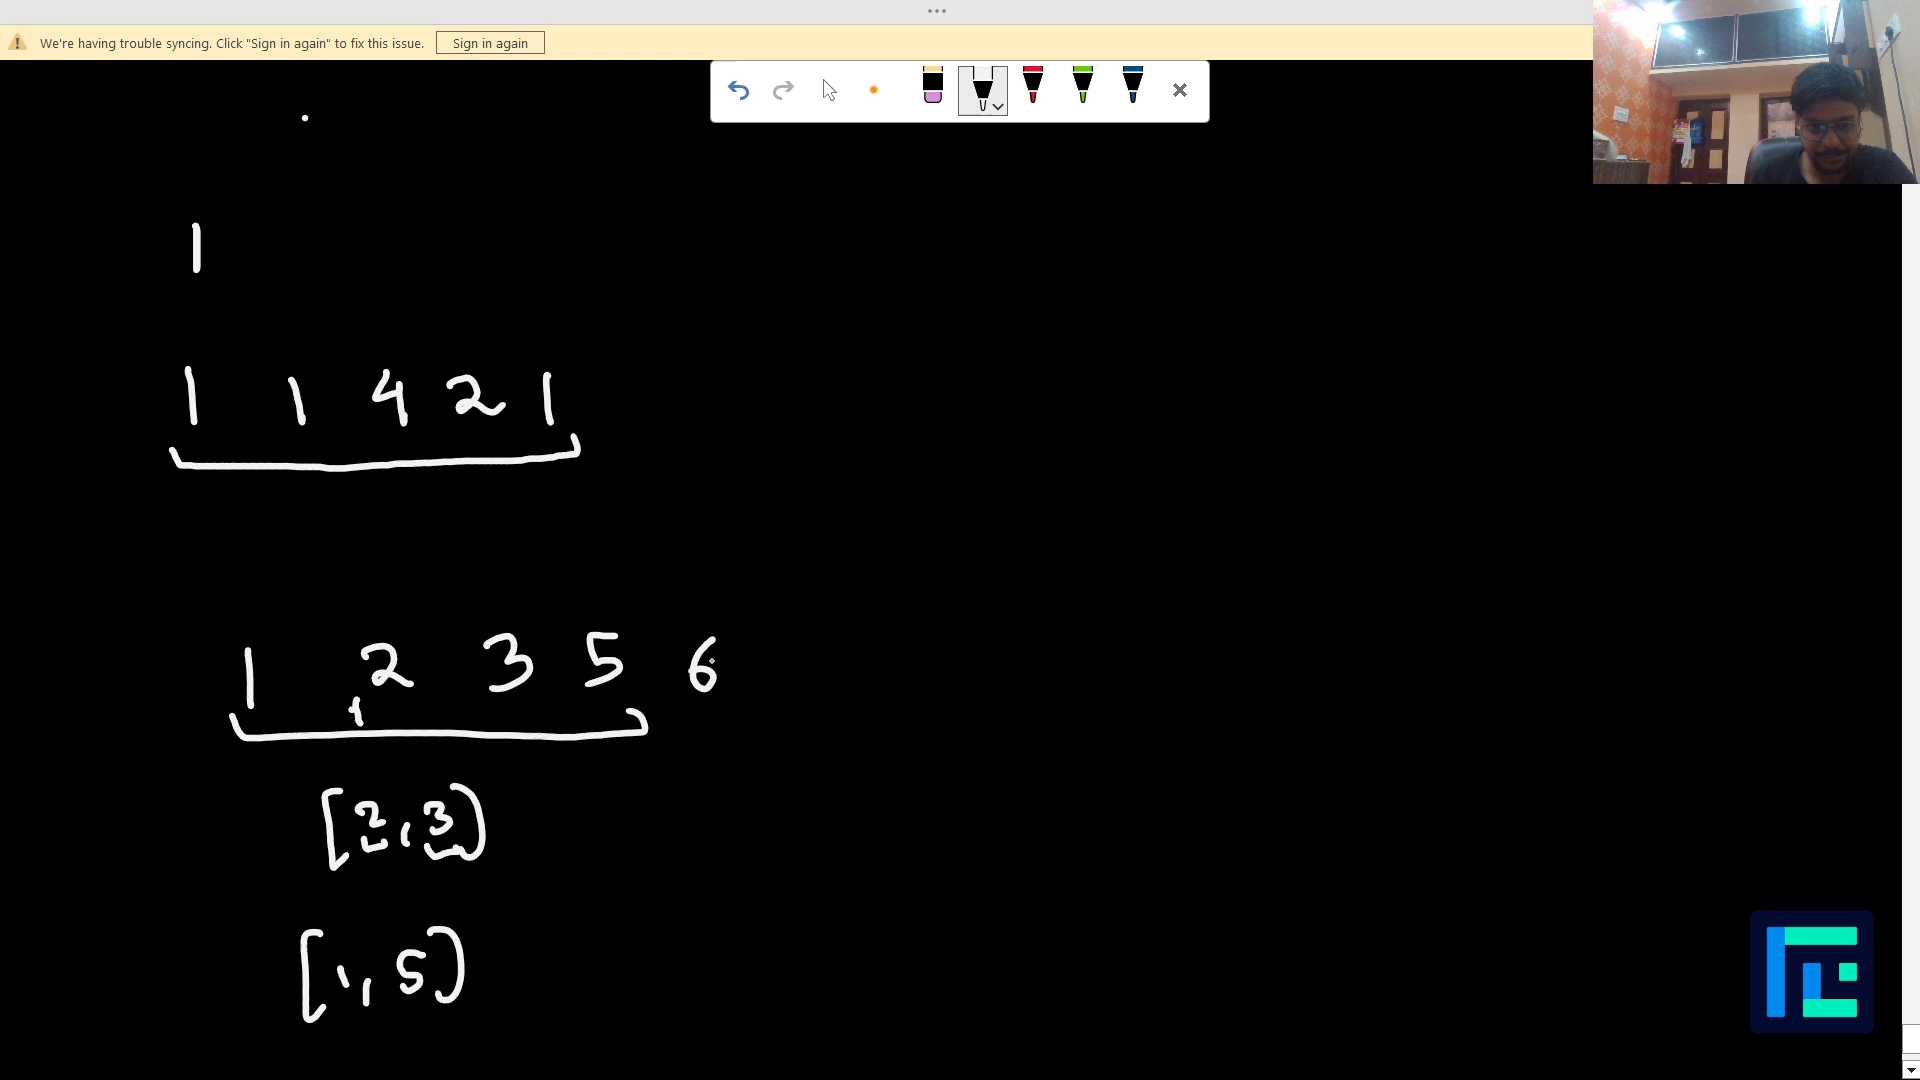 We're having trouble syncing. Click "Sign in again" to fix this issue. Sign in again
1
1 1 4 2 1
1 2 3 5 6
[2,3)
[1,5)